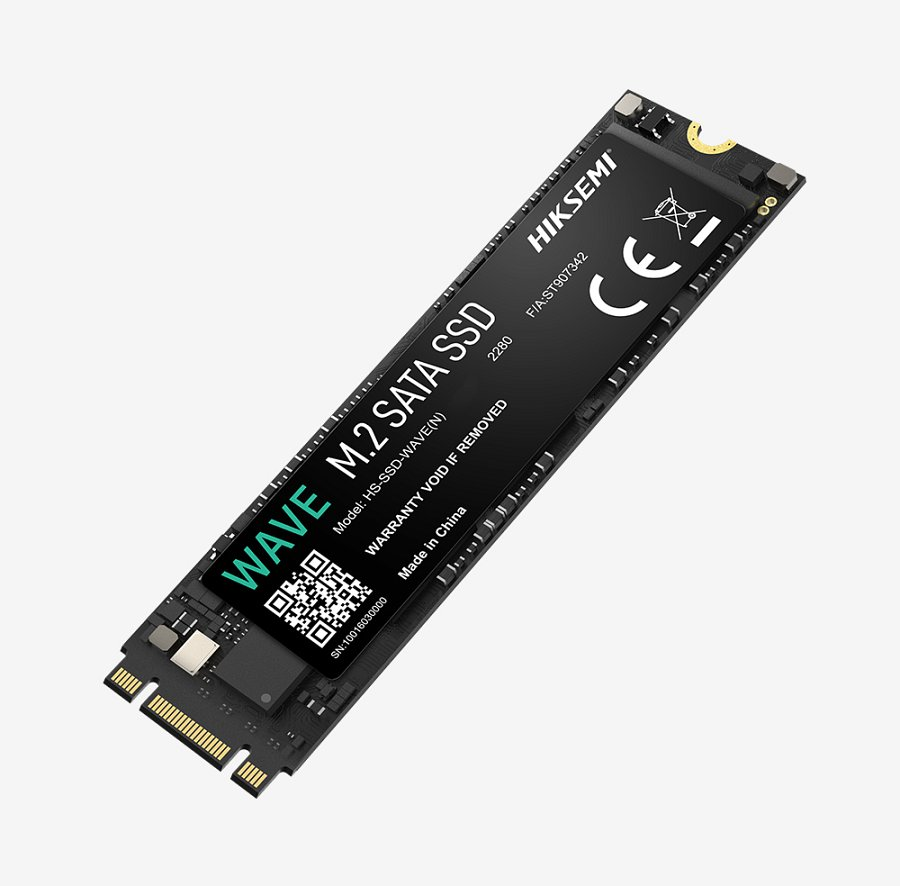 HIKSEMI
F/A:ST907342
WAVE
M.2 SATA SSD
2280
Model: HS-SSD-WAVE(N)
WARRANTY VOID IF REMOVED
Made in China
SN:10016030000
CE